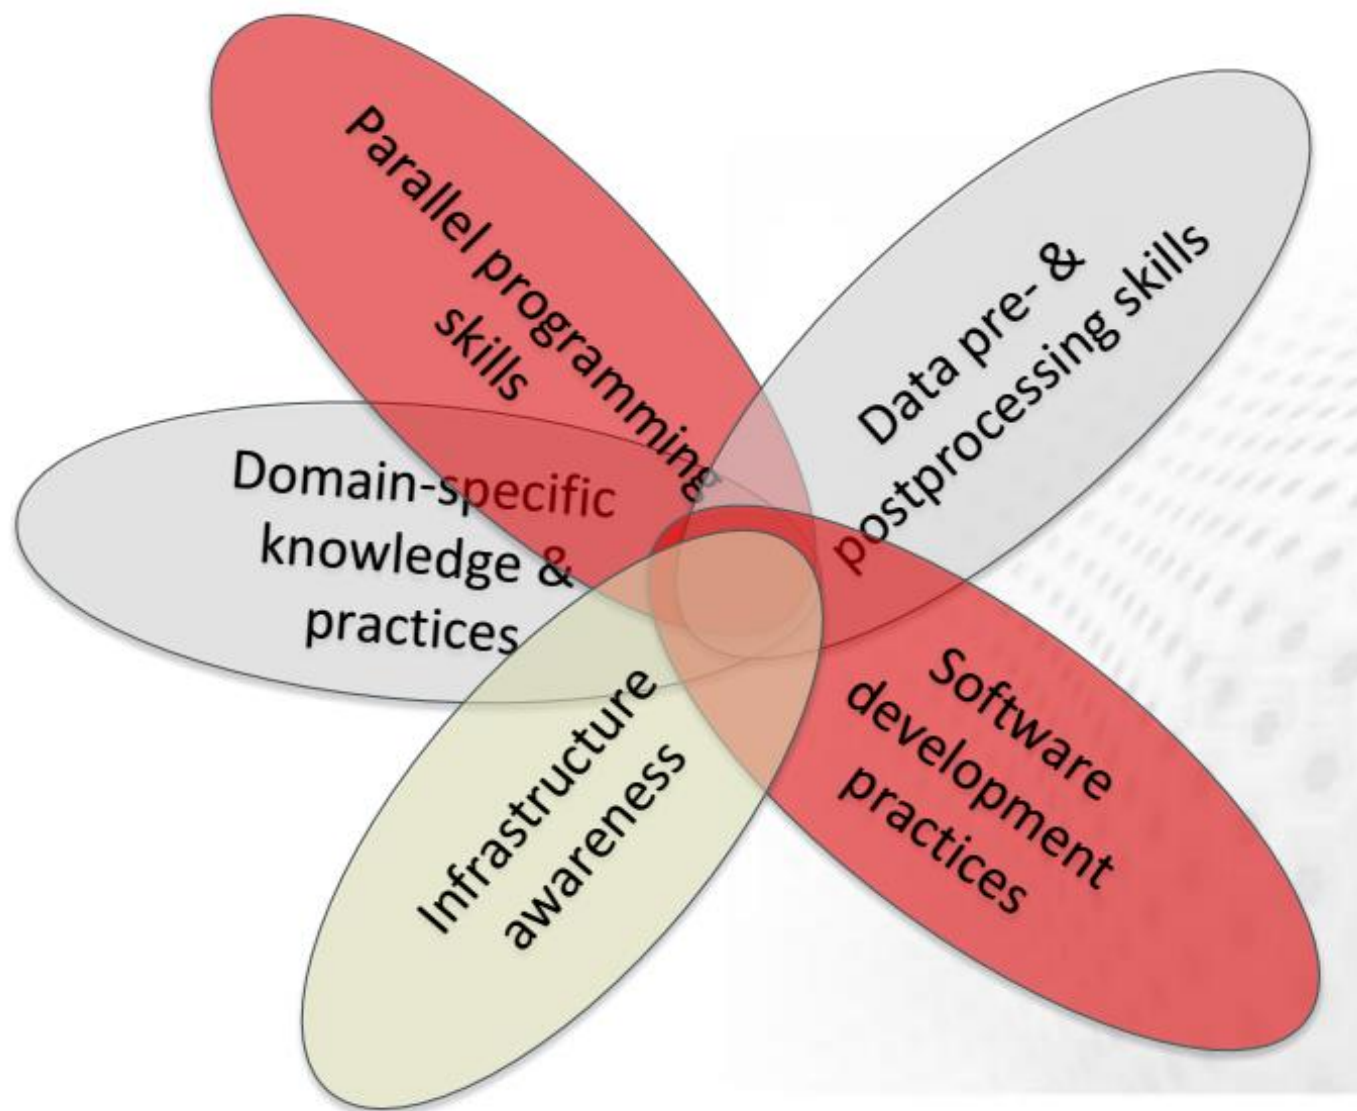 Parallel programming
skills
Data pre- &
postprocessing skills
Domain-specific
knowledge &
practices
Software
development
practices
Infrastructure
awareness